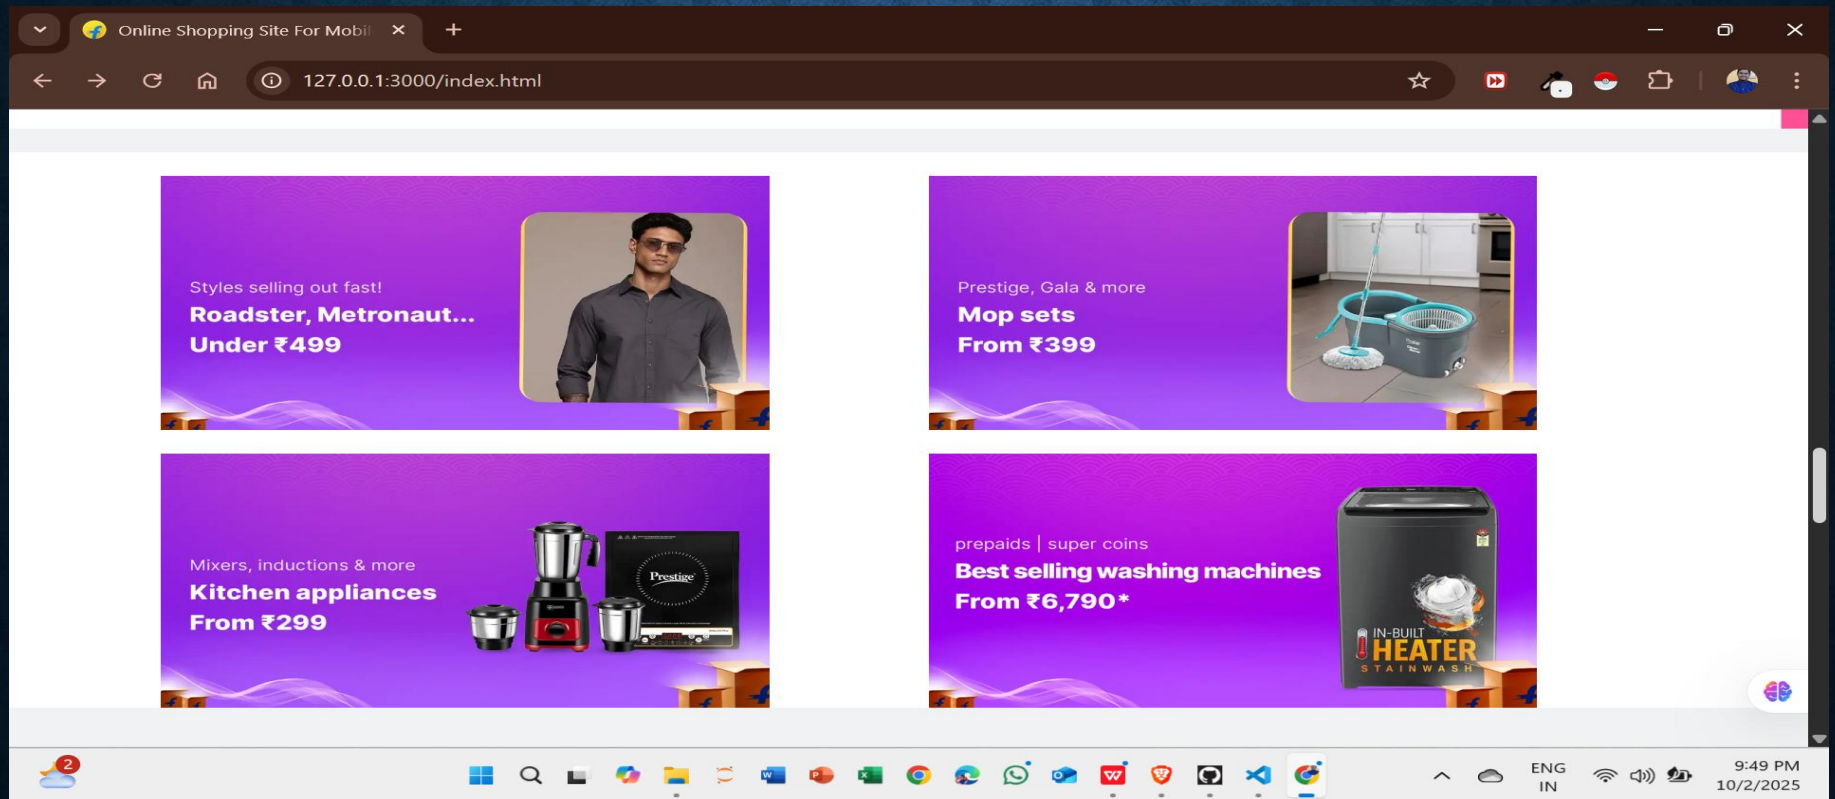 Online Shopping Site For Mobil
127.0.0.1:3000/index.html
Styles selling out fast!
Roadster, Metronaut...
Under ₹499
Prestige, Gala & more
Mop sets
From ₹399
Mixers, inductions & more
Kitchen appliances
From ₹299
Prestige
prepaids | super coins
Best selling washing machines
From ₹6,790*
IN-BUILT
HEATER
STAINWASH
2
ENG
IN
9:49 PM
10/2/2025